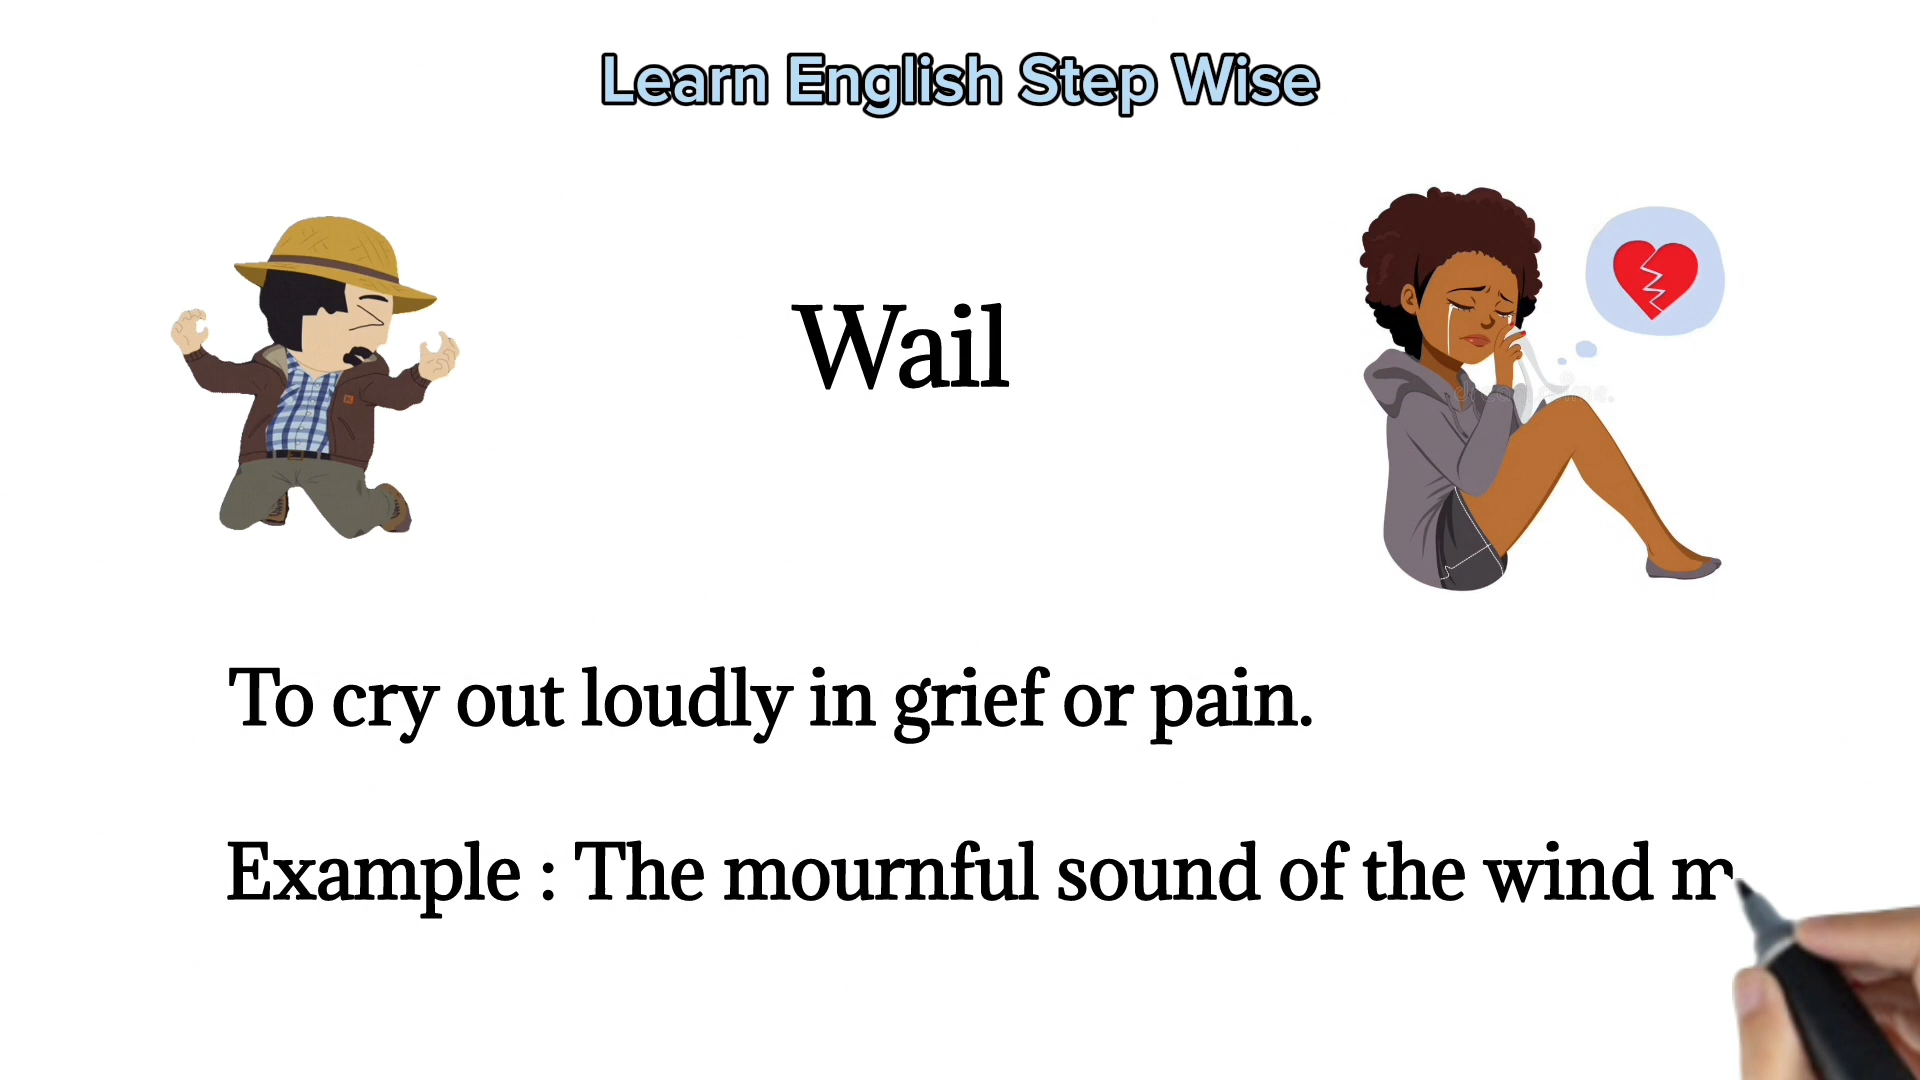 Learn English Step Wise
Wail
To cry out loudly in grief or pain.
Example : The mournful sound of the wind m